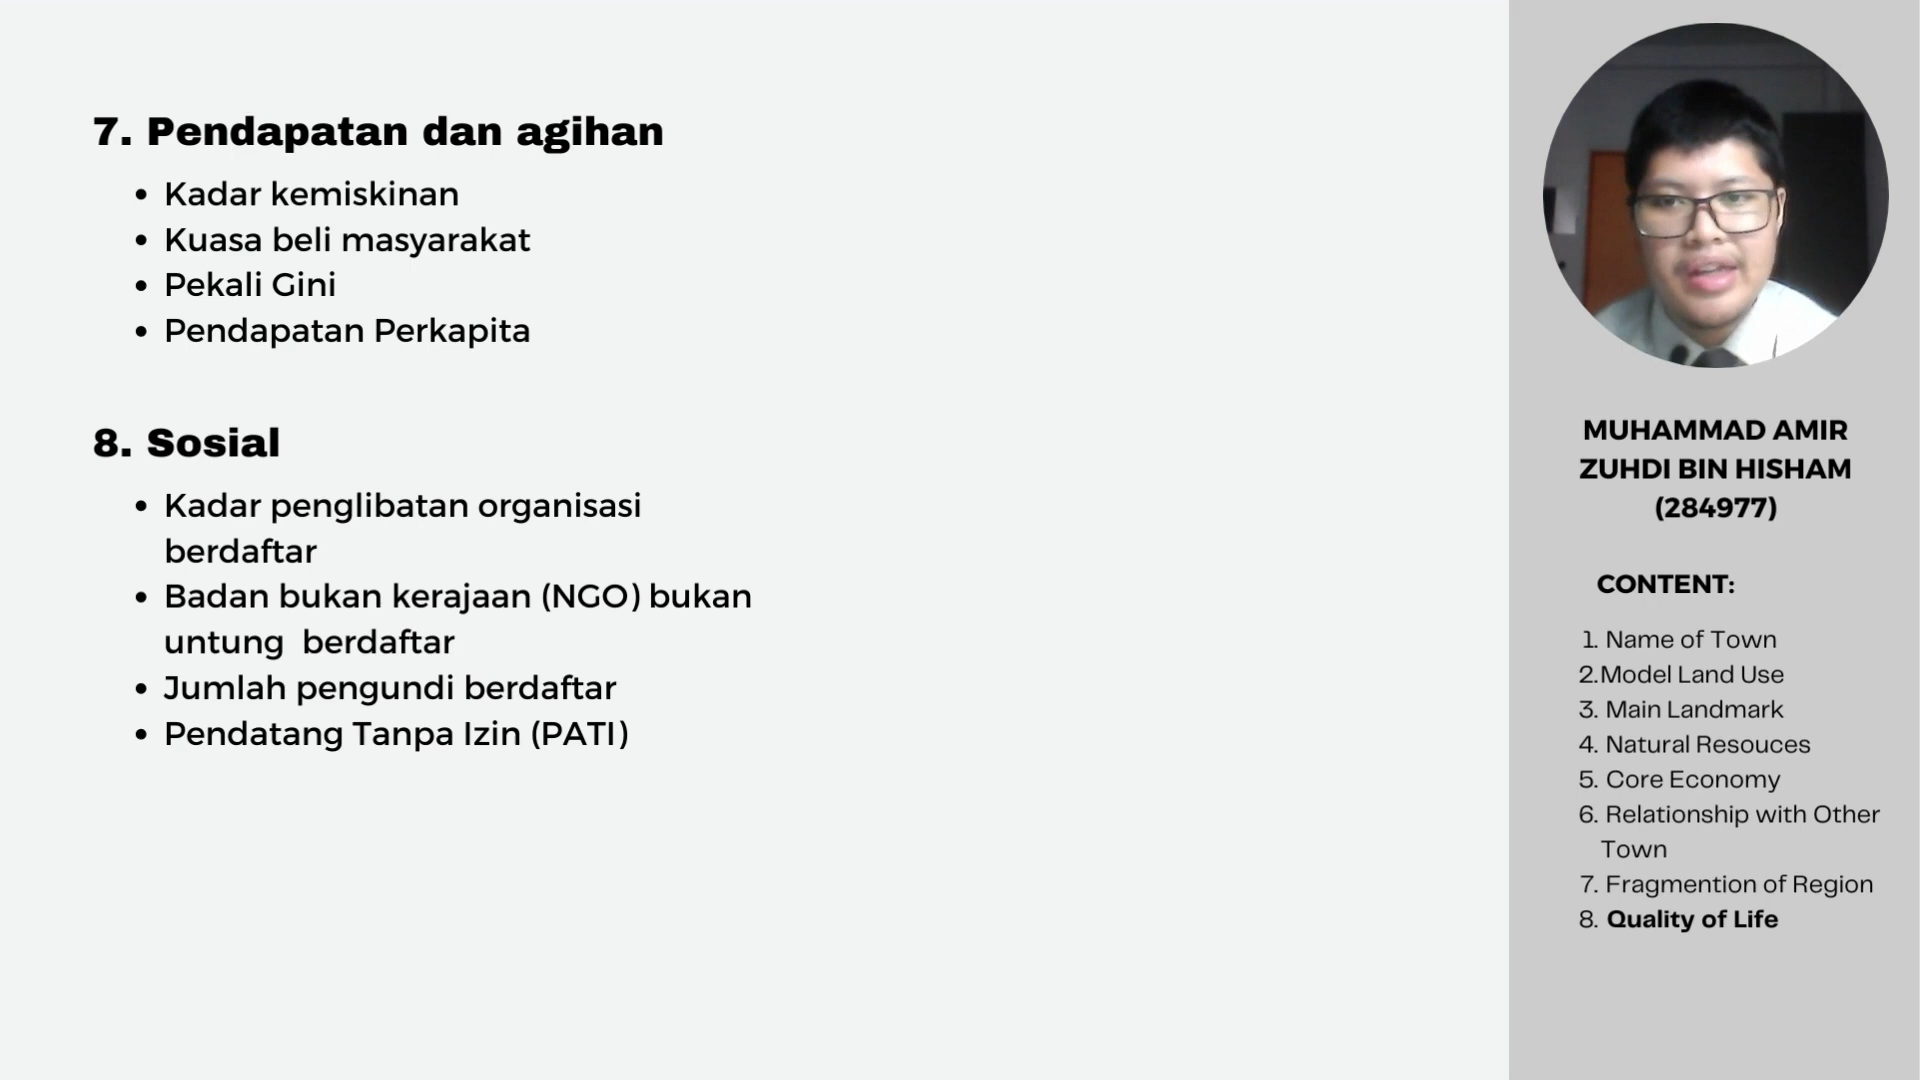 7. Pendapatan dan agihan
• Kadar kemiskinan
• Kuasa beli masyarakat
• Pekali Gini
• Pendapatan Perkapita
8. Sosial
• Kadar penglibatan organisasi
berdaftar
• Badan bukan kerajaan (NGO) bukan
untung  berdaftar
• Jumlah pengundi berdaftar
• Pendatang Tanpa Izin (PATI)
MUHAMMAD AMIR
ZUHDI BIN HISHAM
(284977)
CONTENT:
1. Name of Town
2.Model Land Use
3. Main Landmark
4. Natural Resouces
5. Core Economy
6. Relationship with Other
Town
7. Fragmention of Region
8. Quality of Life